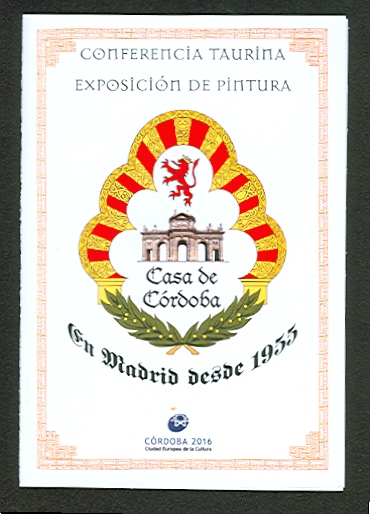 CONFERENCIA TAURINA
EXPOSICIÓN DE PINTURA
Casa de
Córdoba
En Madrid desde 1955
CÓRDOBA 2016
Ciudad Europea de la Cultura